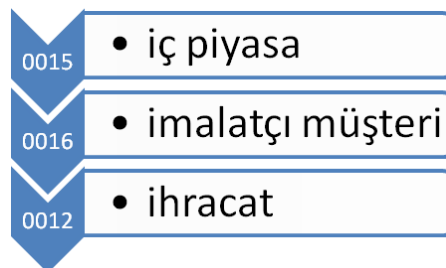 0015 • iç piyasa
0016 • imalatçı müşteri
0012 • ihracat